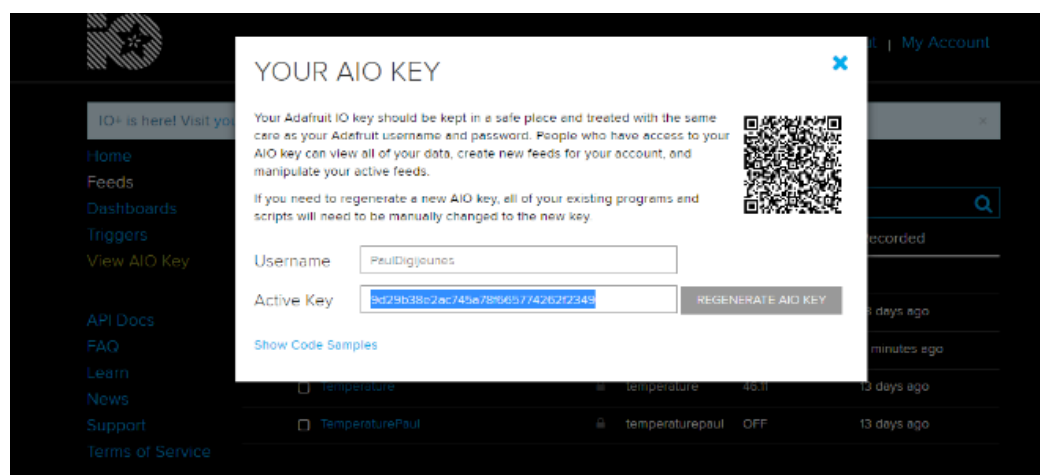 iO
al | My Account
YOUR AIO KEY
IO+ is here! Visit you
Your Adafruit IO key should be kept in a safe place and treated with the same
care as your Adafruit username and password. People who have access to your
AIO key can view all of your data, create new feeds for your account, and
manipulate your active feeds.
If you need to regenerate a new AIO key, all of your existing programs and
scripts will need to be manually changed to the new key.
Username PaulDigijeunes
Active Key 9d29b38e2ac745a78f665774262f2349 REGENERATE AIO KEY
Show Code Samples
Home
Feeds
Dashboards
Triggers
View AIO Key
API Docs
FAQ
Learn
News
Support
Terms of Service
ecorded
days ago
minutes ago
Temperature temperature 46.11 13 days ago
TemperaturePaul temperaturepaul OFF 13 days ago